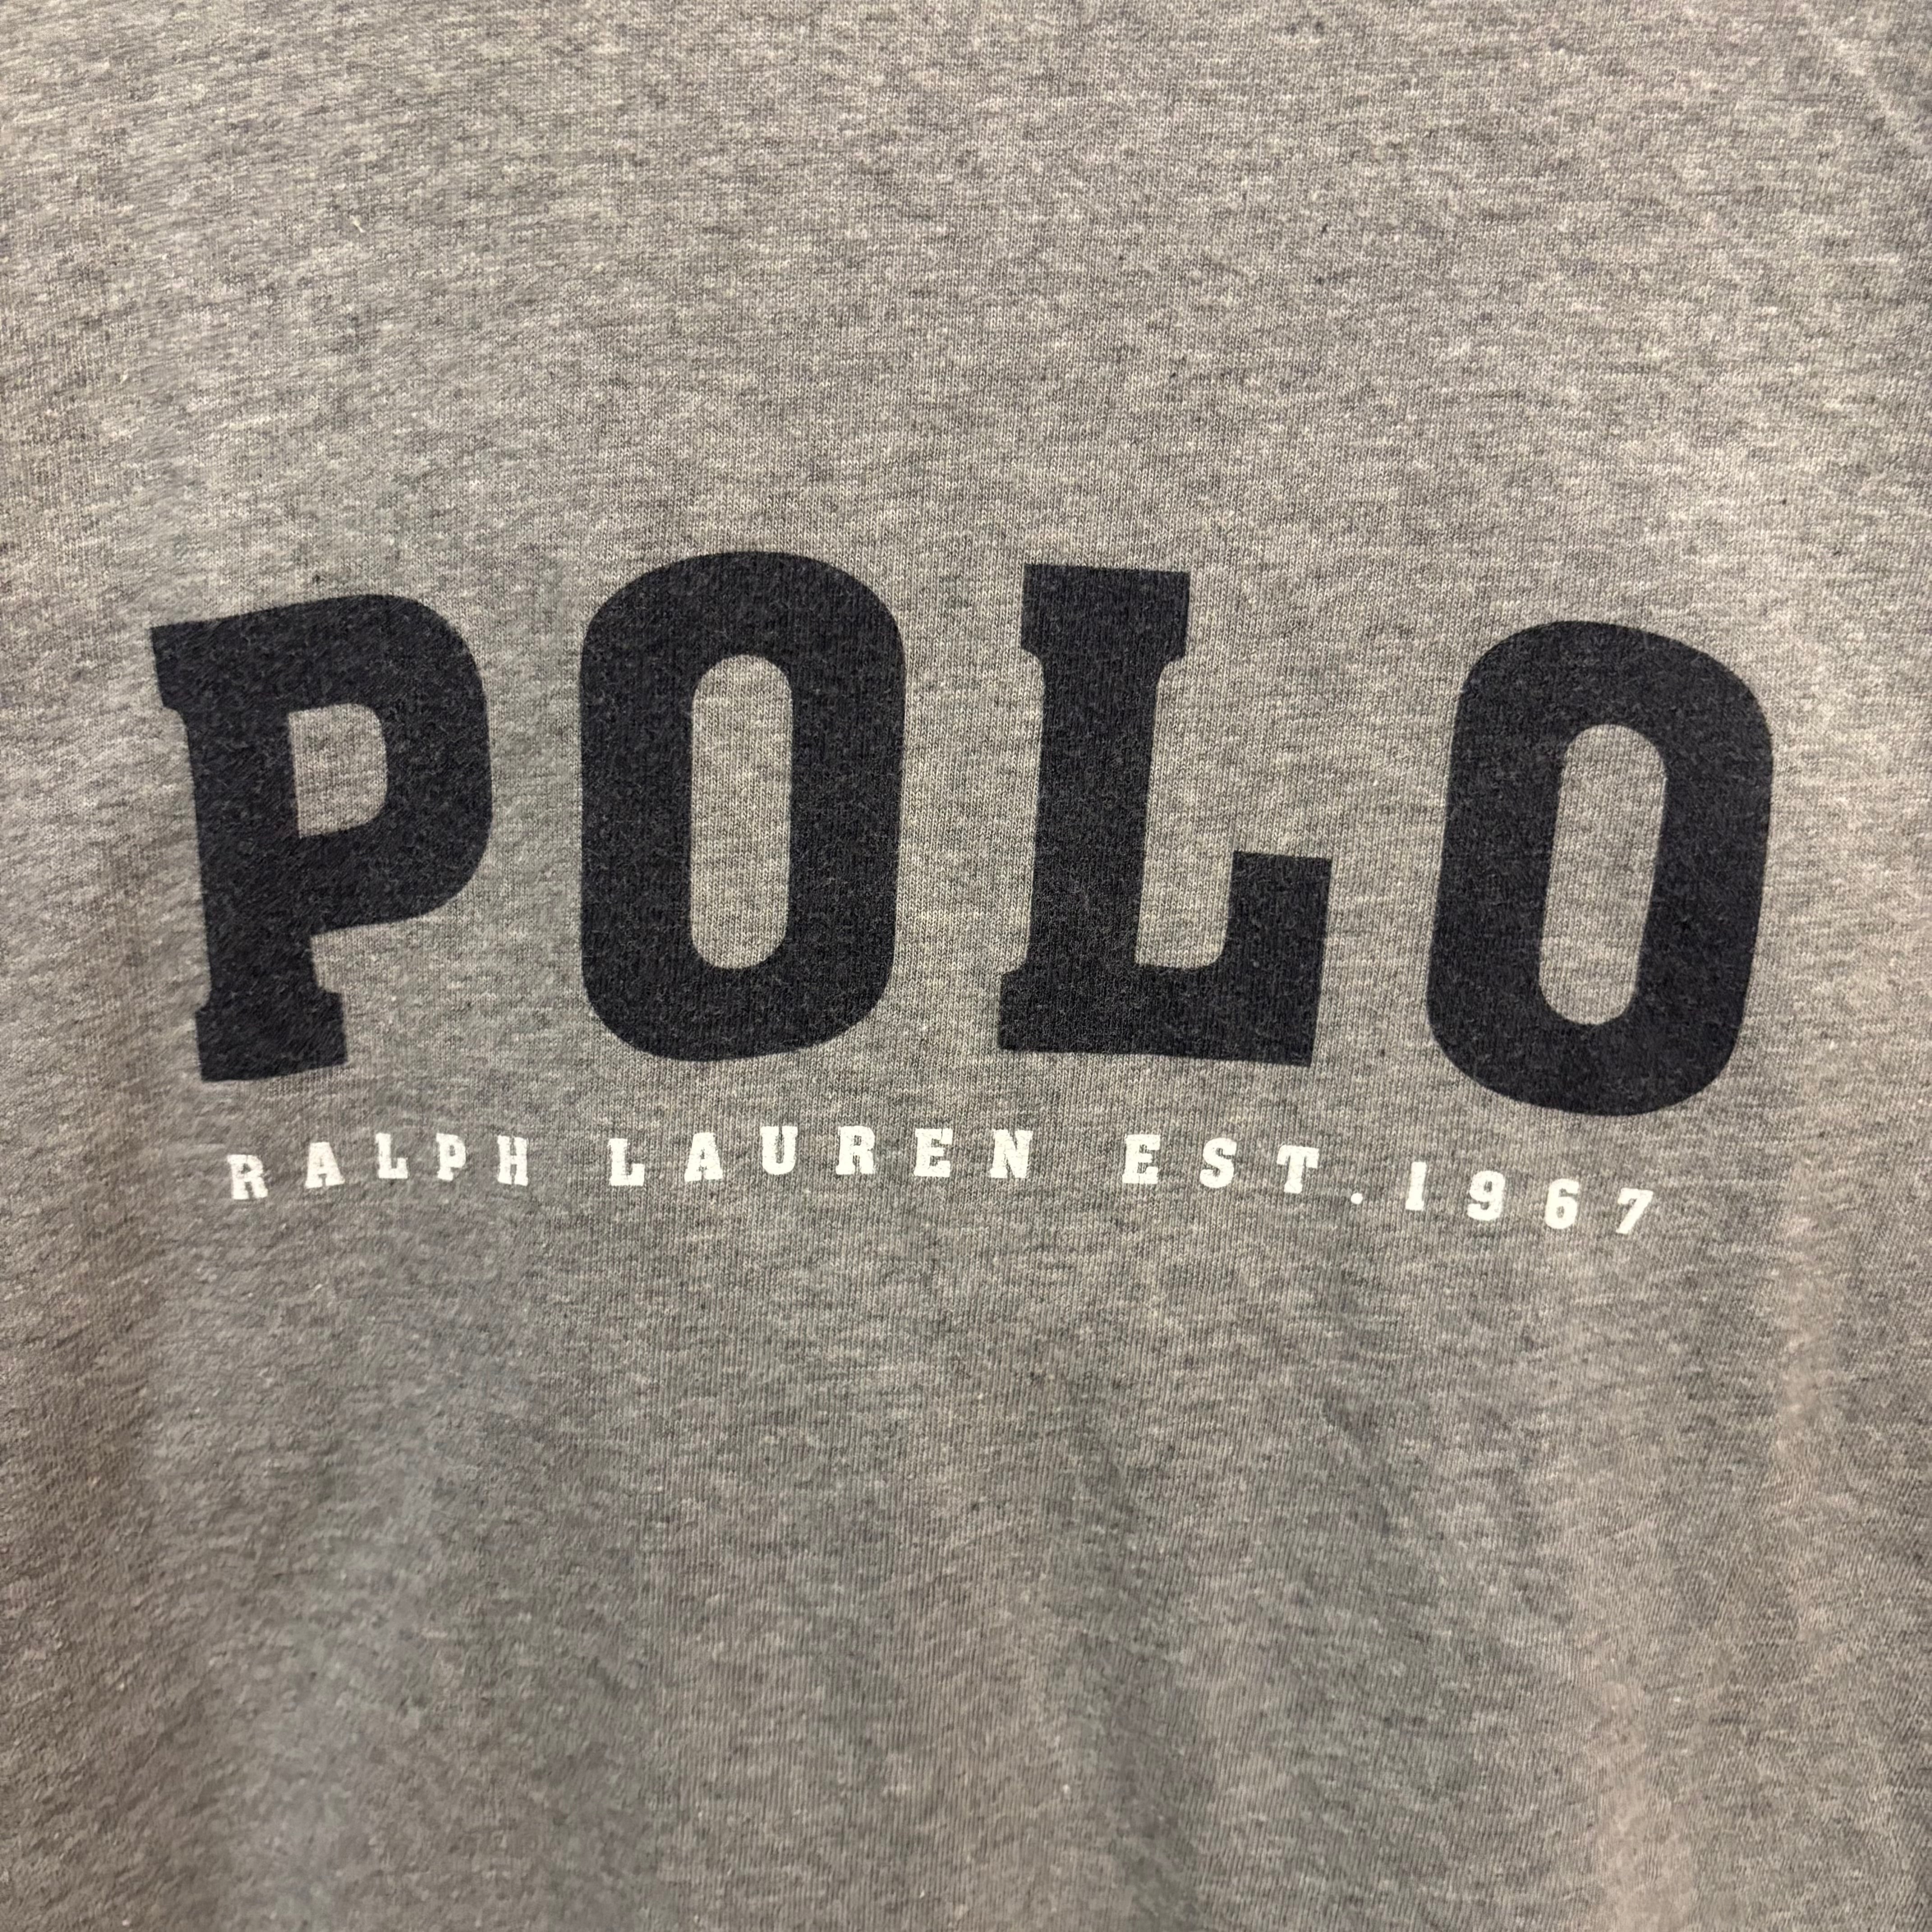 POLO
RALPH LAUREN EST.1967